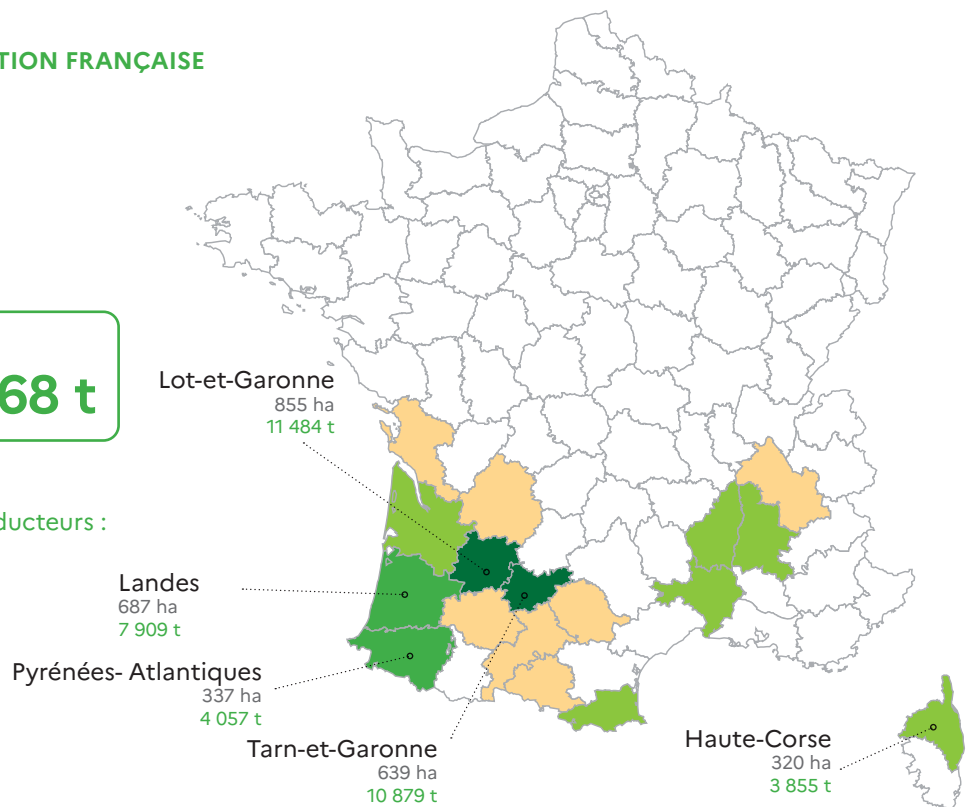 TION FRANÇAISE
68 t
Lot-et-Garonne
855 ha
11 484 t
ducteurs :
Landes
687 ha
7 909 t
Pyrénées- Atlantiques
337 ha
4 057 t
Tarn-et-Garonne
639 ha
10 879 t
Haute-Corse
320 ha
3 855 t